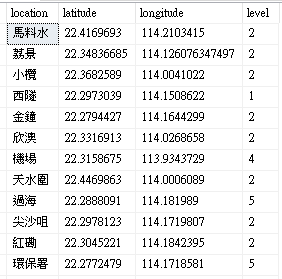 location latitude longitude level
馬料水 22.4169693 114.2103415 2
荔景 22.34836685 114.126076347497 2
小欖 22.3682589 114.0041022 2
西隧 22.2973039 114.1508622 1
金鐘 22.2794427 114.1644299 2
欣澳 22.3316913 114.0268658 2
機場 22.3158675 113.9343729 4
天水圍 22.4469863 114.0006089 2
過海 22.2888091 114.181989 5
尖沙咀 22.2978123 114.1719807 2
紅磡 22.3045221 114.1842395 2
環保署 22.2772479 114.1718581 5